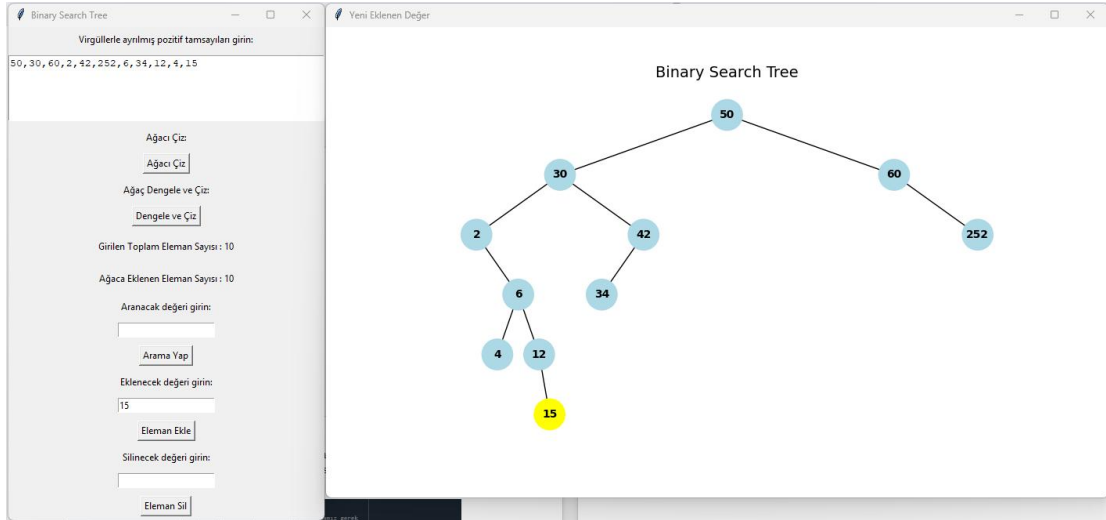 Binary Search Tree
Virgüllerle ayrılmış pozitif tamsayıları girin:
50,30,60,2,42,252,6,34,12,4,15
Ağacı Çiz:
Ağacı Çiz
Ağaç Dengele ve Çiz:
Dengele ve Çiz
Girilen Toplam Eleman Sayısı : 10
Ağaca Eklenen Eleman Sayısı : 10
Aranacak değeri girin:
Arama Yap
Eklenecek değeri girin:
15
Eleman Ekle
Silinecek değeri girin:
Eleman Sil
Yeni Eklenen Değer
Binary Search Tree
50
30
60
2
42
252
6
34
4
12
15
gerek